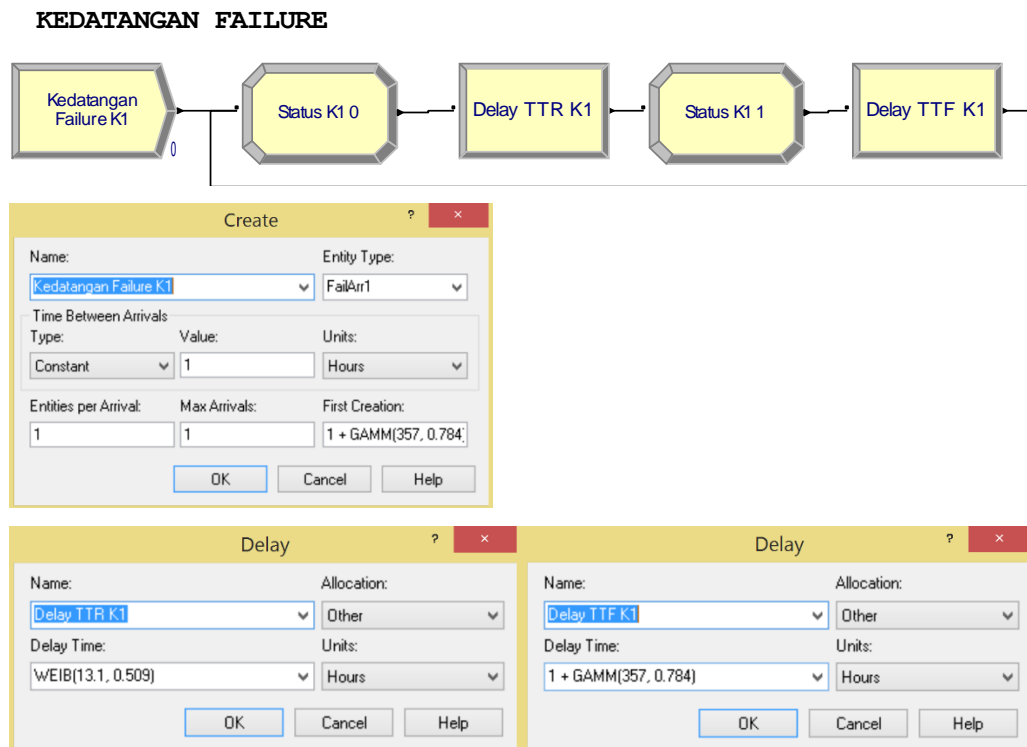 KEDATANGAN FAILURE
Kedatangan
Failure K1
0
Status K1 0
Delay TTR K1
Status K1 1
Delay TTF K1
Create
?
×
Name:
Entity Type:
Kedatangan Failure K1
FailArr1
Time Between Arrivals
Type:
Value:
Units:
Constant
1
Hours
Entities per Arrival:
Max Arrivals:
First Creation:
1
1
1 + GAMM(357, 0.784)
OK
Cancel
Help
Delay
?
×
Name:
Allocation:
Delay TTR K1
Other
Delay Time:
Units:
WEIB(13.1, 0.509)
Hours
OK
Cancel
Help
Delay
?
×
Name:
Allocation:
Delay TTF K1
Other
Delay Time:
Units:
1 + GAMM(357, 0.784)
Hours
OK
Cancel
Help